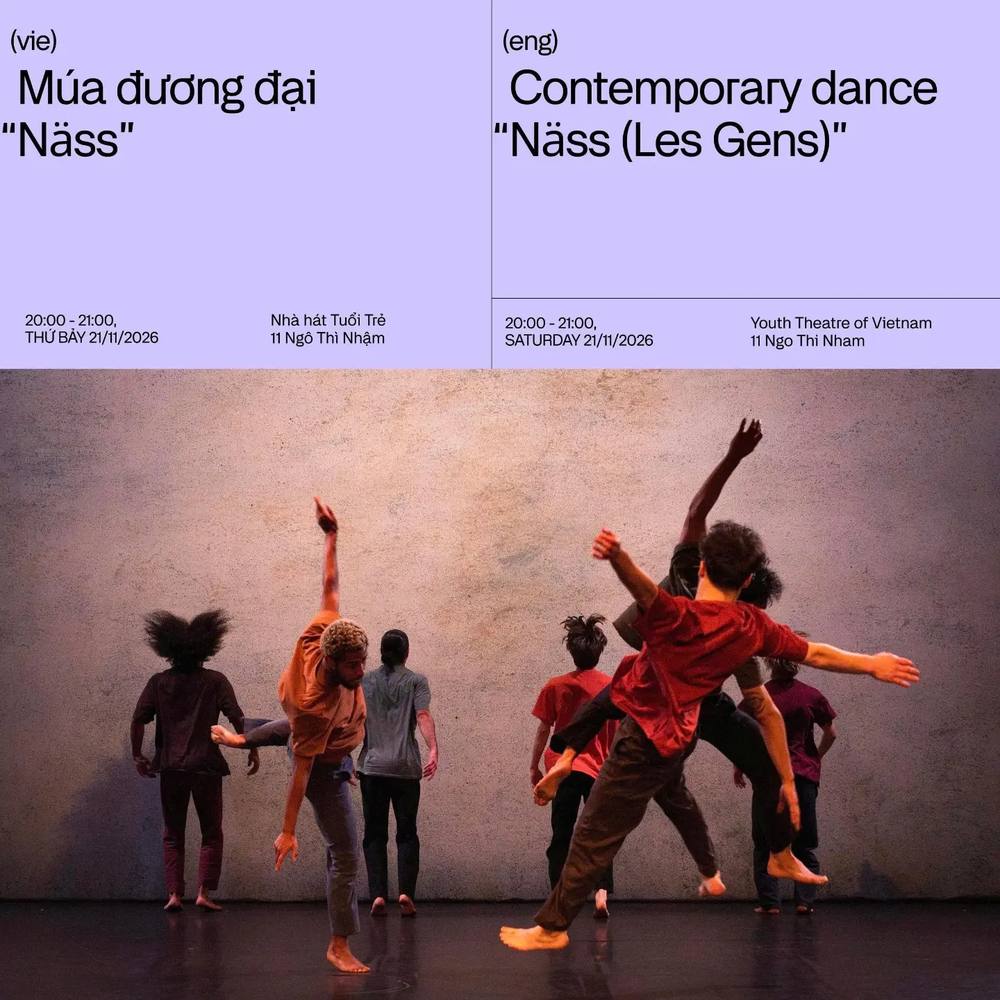 (vie)
Múa đương đại
“Näss”
20:00 - 21:00,
THỨ BẢY 21/11/2026
Nhà hát Tuổi Trẻ
11 Ngô Thì Nhậm
(eng)
Contemporary dance
“Näss (Les Gens)”
20:00 - 21:00,
SATURDAY 21/11/2026
Youth Theatre of Vietnam
11 Ngo Thi Nham